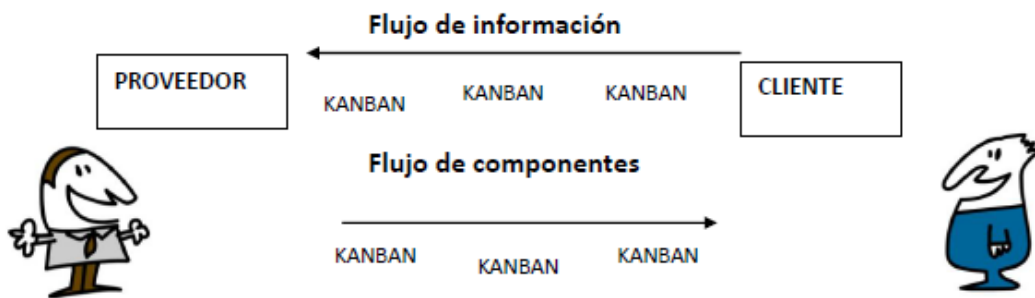 Flujo de información
PROVEEDOR
CLIENTE
KANBAN KANBAN KANBAN
Flujo de componentes
KANBAN KANBAN KANBAN